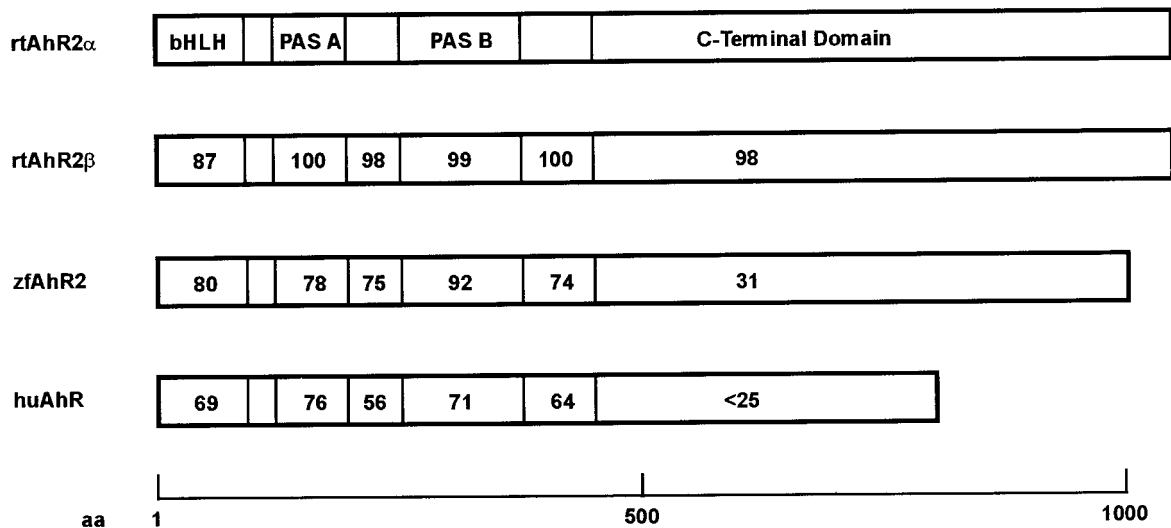 rtAhR2α bHLH PAS A PAS B C-Terminal Domain
rtAhR2β 87 100 98 99 100 98
zfAhR2 80 78 75 92 74 31
huAhR 69 76 56 71 64 <25
aa 1 500 1000